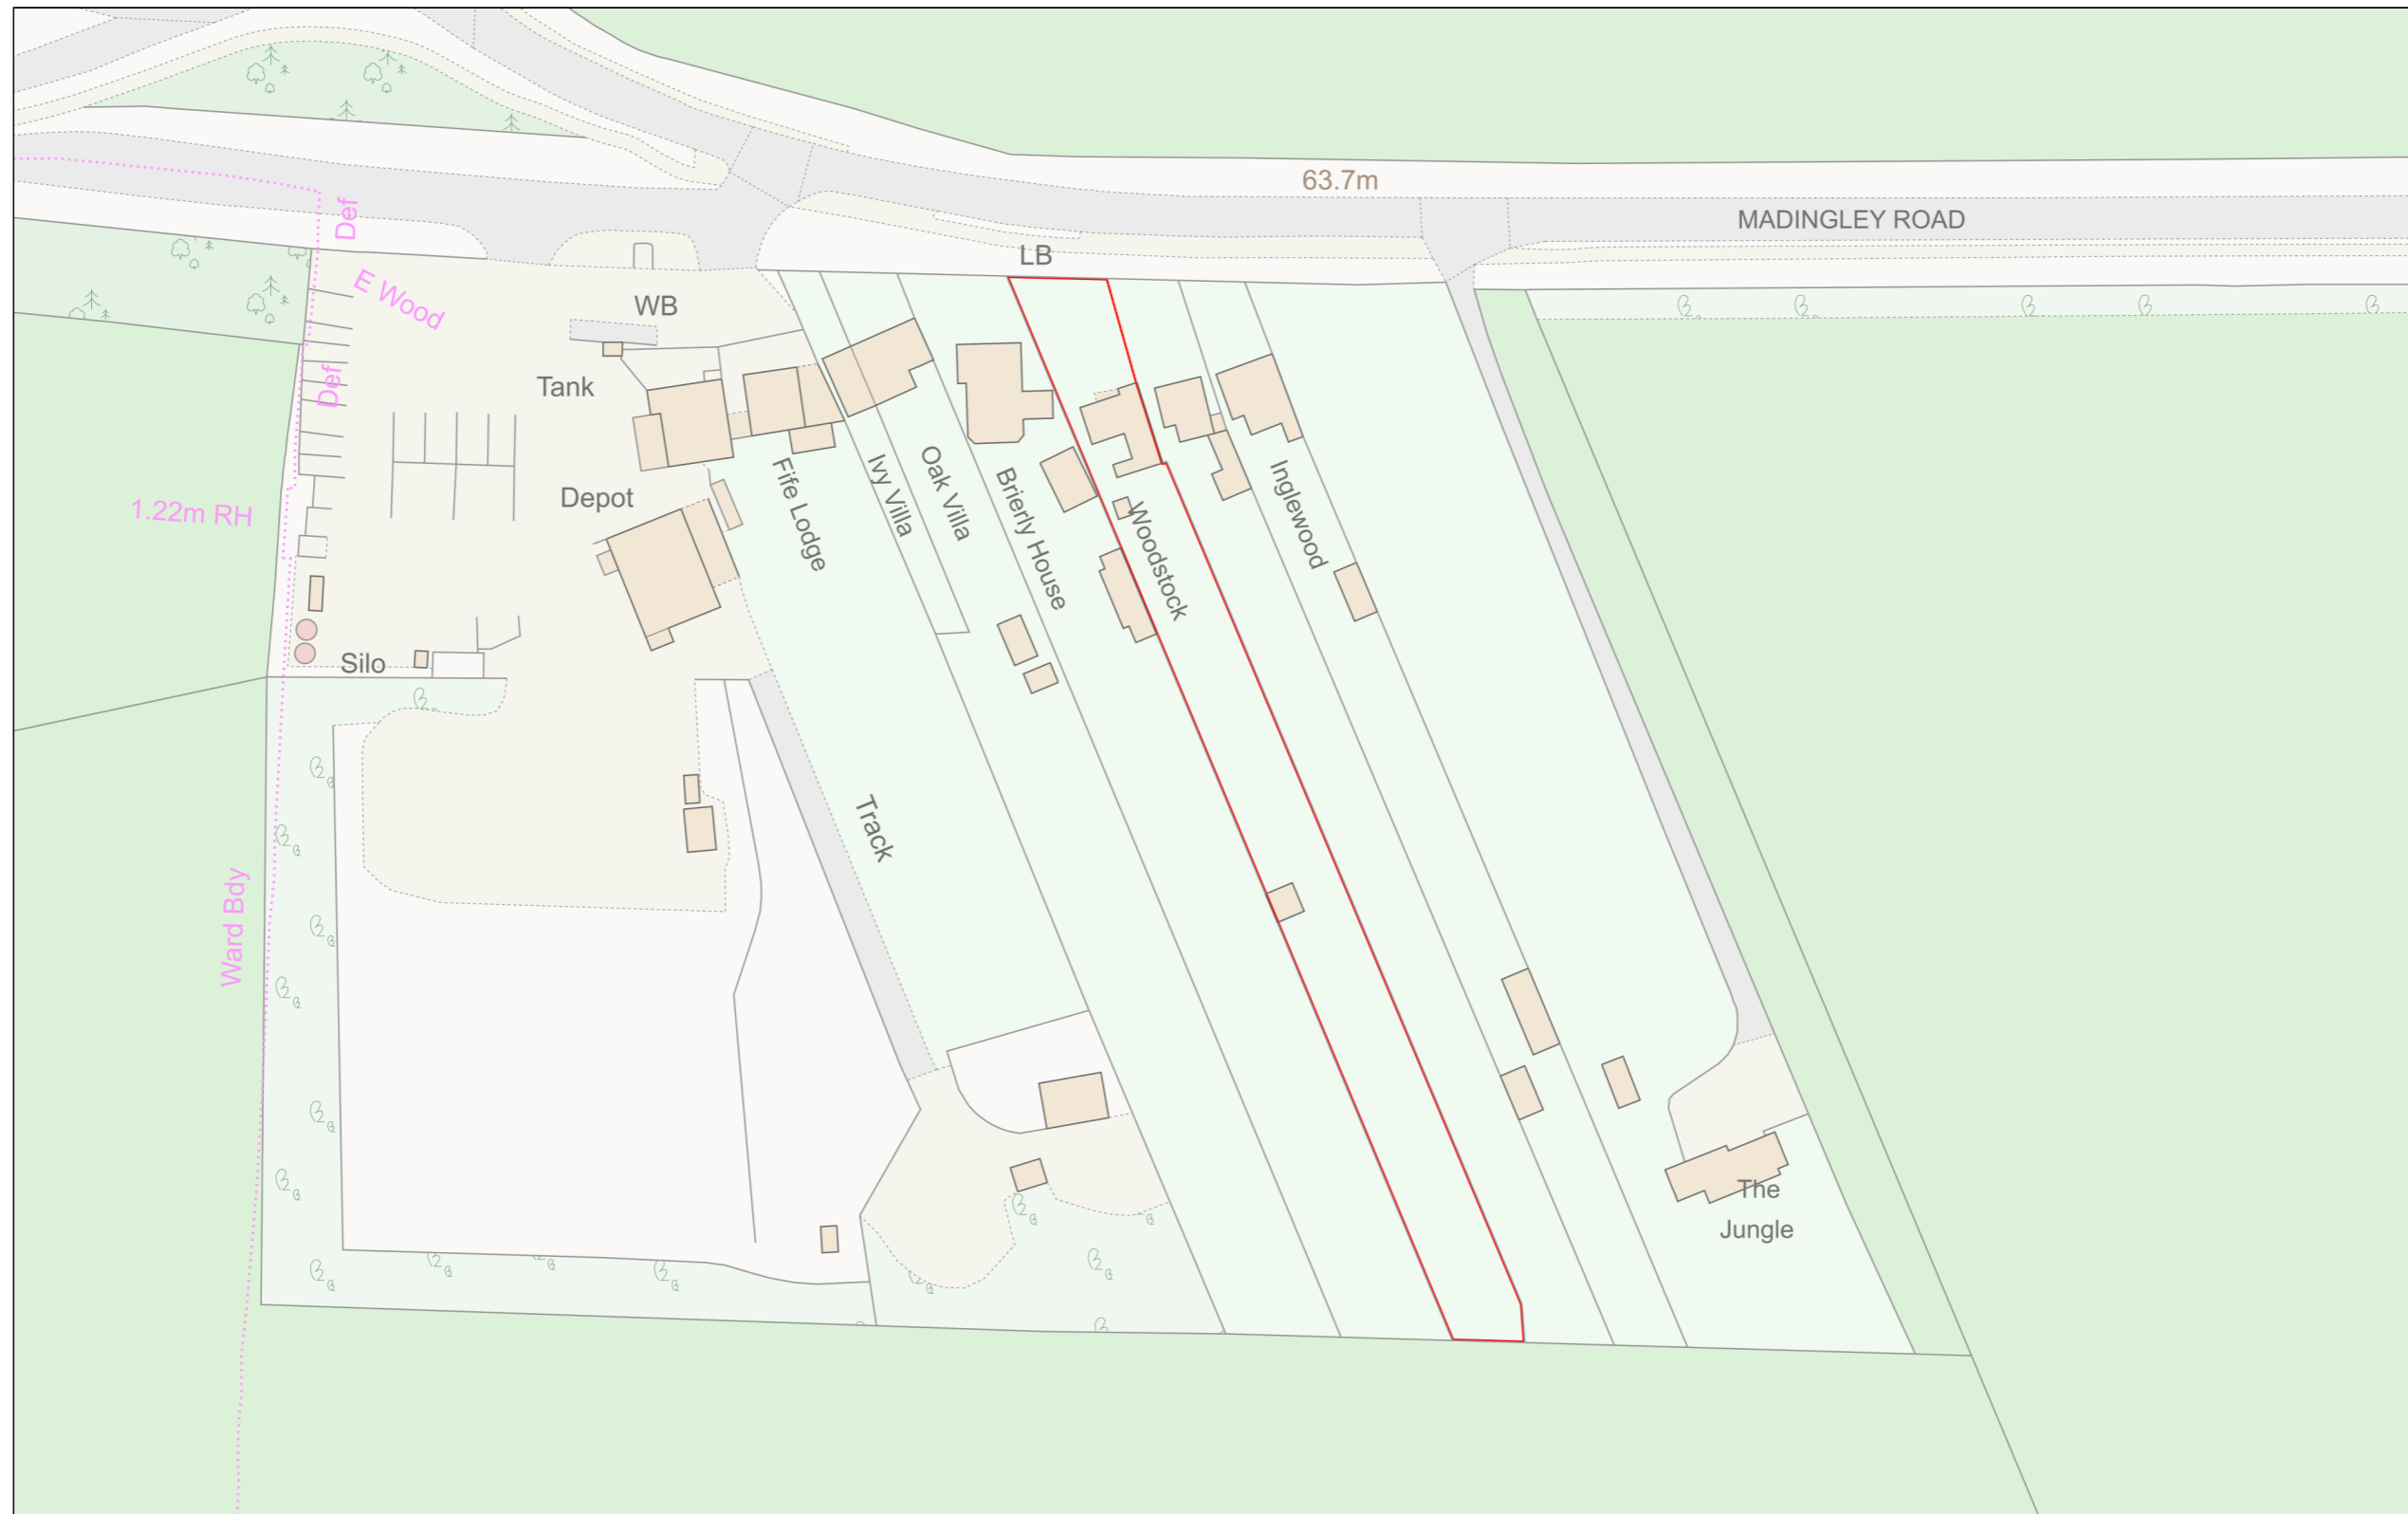 63.7m
MADINGLEY ROAD
Def
LB
E Wood
WB
Def
Tank
Depot
1.22m RH
Fife Lodge
Ivy Villa
Oak Villa
Brierly House
Woodstock
Inglewood
Silo
Track
Ward Bdy
The
Jungle